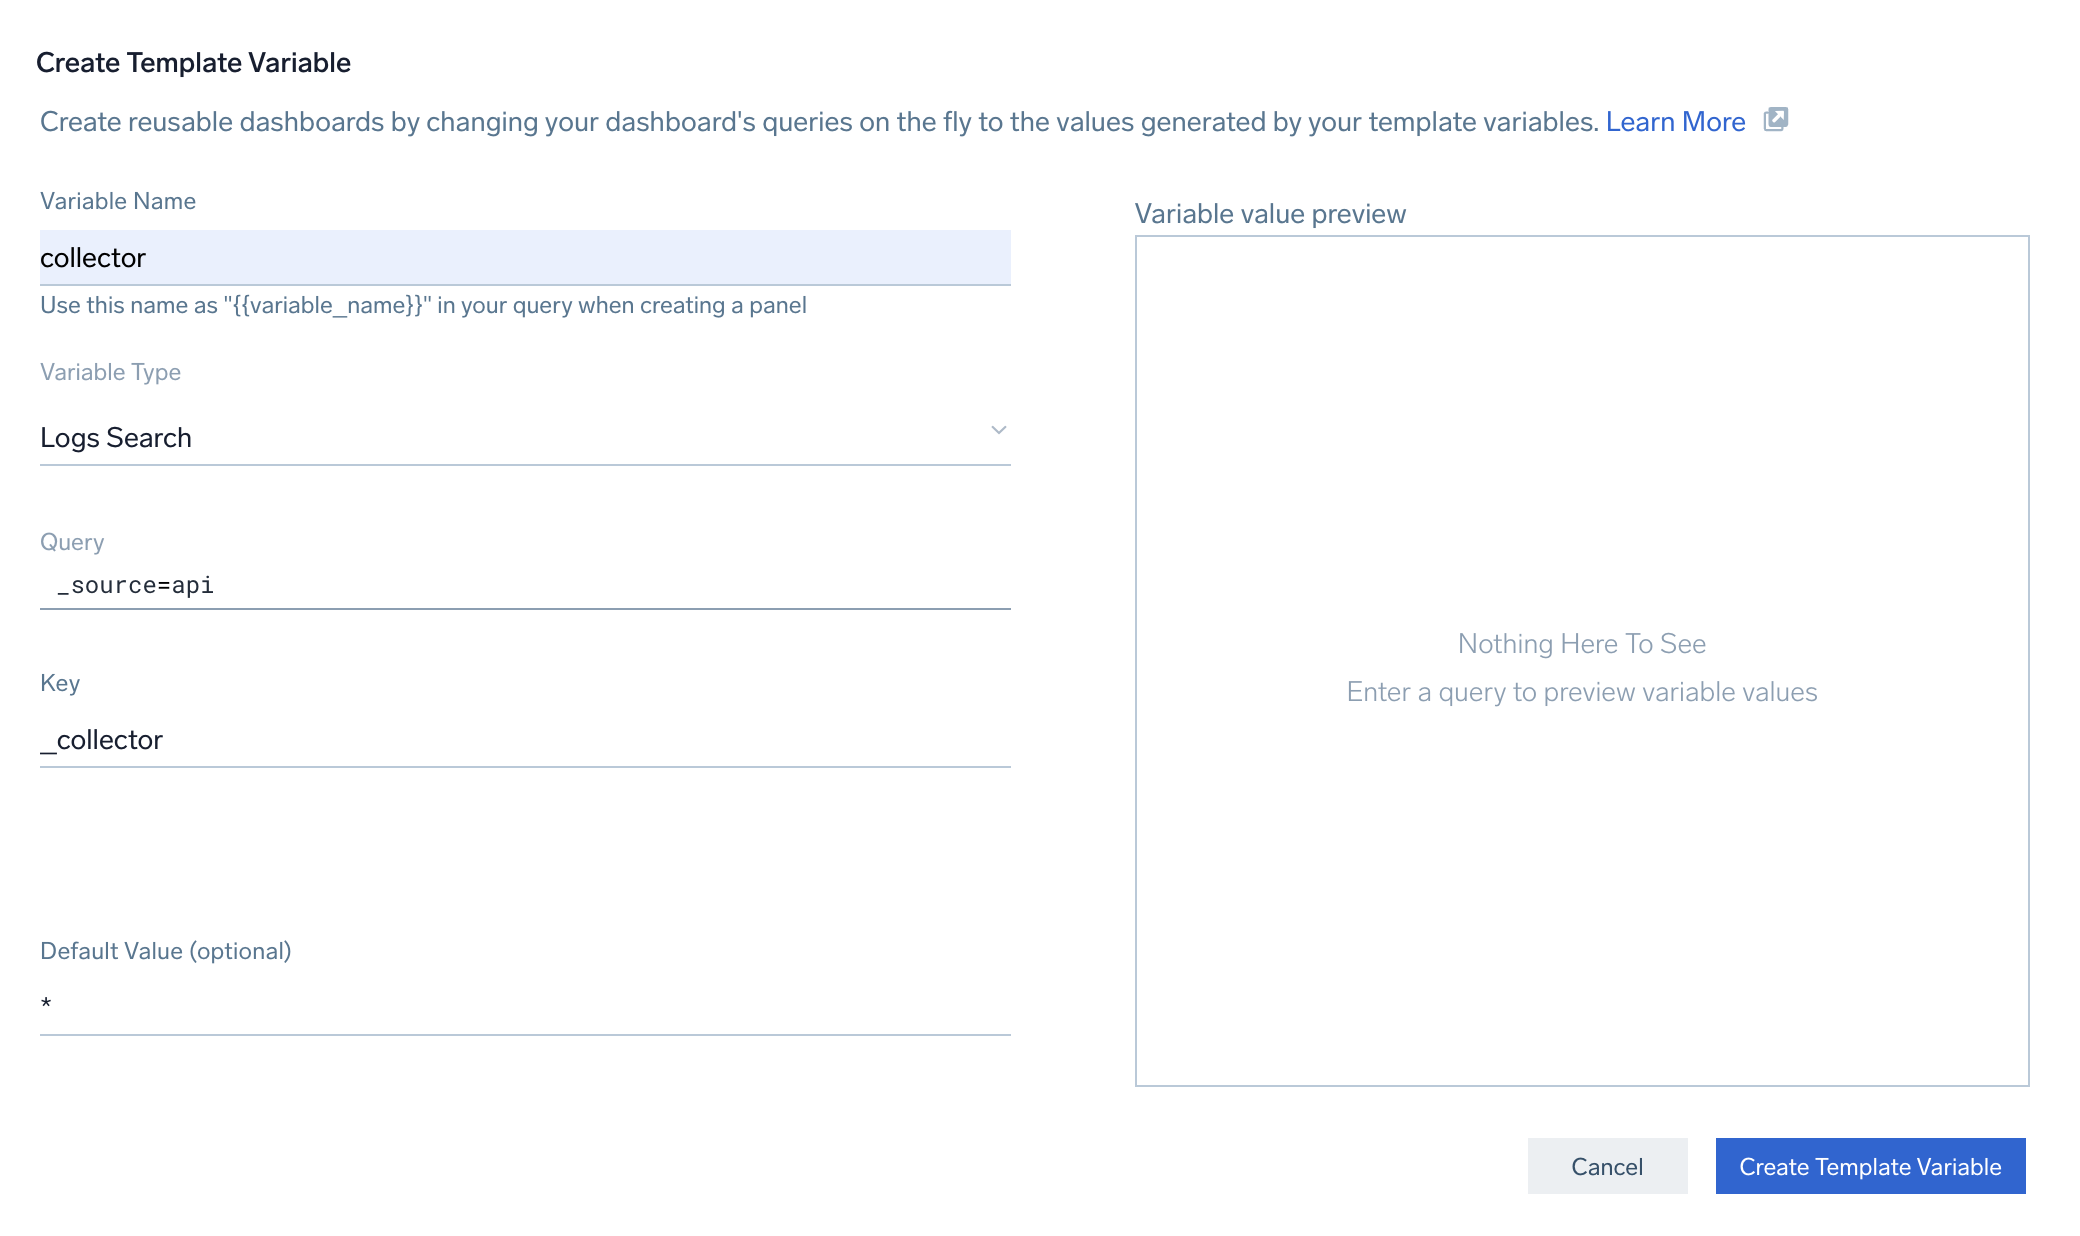 Create Template Variable
Create reusable dashboards by changing your dashboard's queries on the fly to the values generated by your template variables. Learn More
Variable Name
collector
Use this name as "{{variable_name}}" in your query when creating a panel
Variable Type
Logs Search
Query
_source=api
Key
_collector
Default Value (optional)
*
Variable value preview
Nothing Here To See
Enter a query to preview variable values
Cancel
Create Template Variable